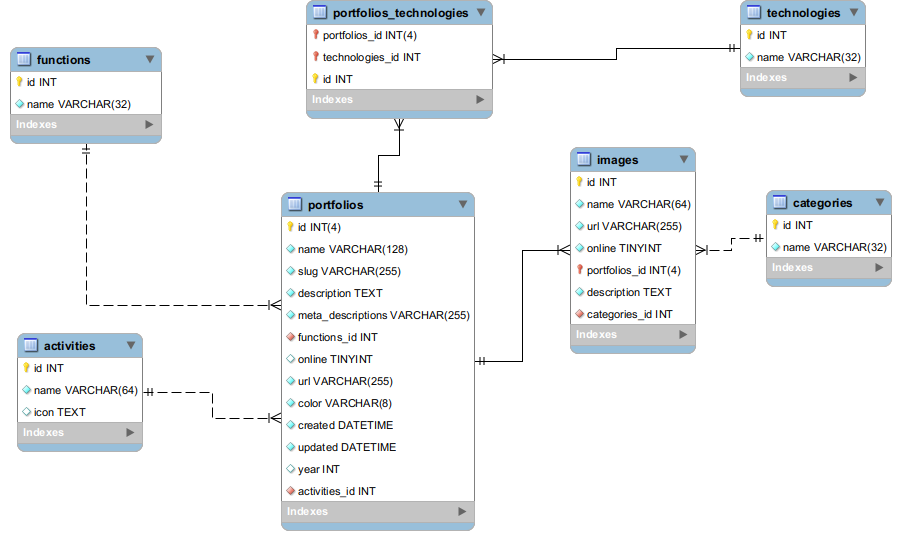 portfolios_technologies
portfolios_id INT(4)
technologies_id INT
id INT
Indexes
technologies
id INT
name VARCHAR(32)
Indexes
functions
id INT
name VARCHAR(32)
Indexes
images
id INT
name VARCHAR(64)
url VARCHAR(255)
online TINYINT
portfolios_id INT(4)
description TEXT
categories_id INT
Indexes
categories
id INT
name VARCHAR(32)
Indexes
portfolios
id INT(4)
name VARCHAR(128)
slug VARCHAR(255)
description TEXT
meta_descriptions VARCHAR(255)
functions_id INT
online TINYINT
url VARCHAR(255)
color VARCHAR(8)
created DATETIME
updated DATETIME
year INT
activities_id INT
Indexes
activities
id INT
name VARCHAR(64)
icon TEXT
Indexes